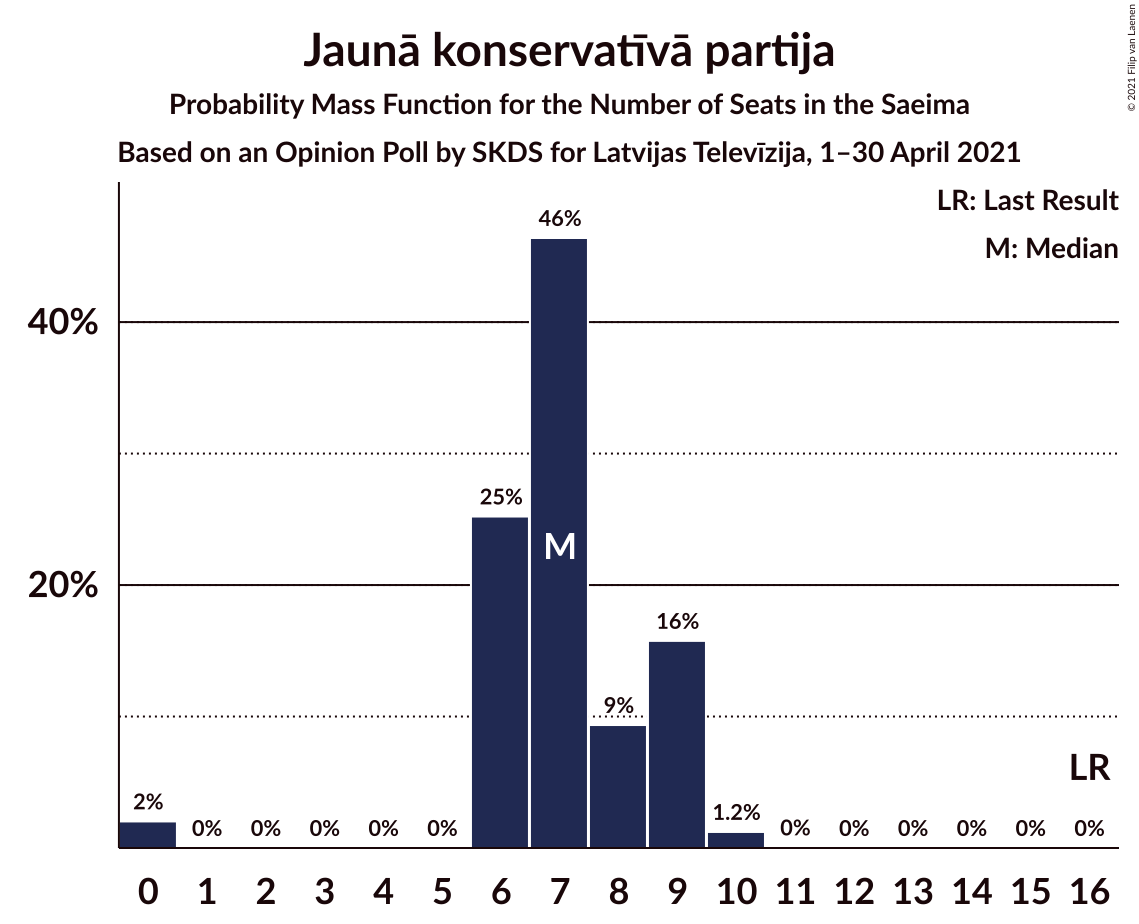 Jaunā konservatīvā partija
Probability Mass Function for the Number of Seats in the Saeima
Based on an Opinion Poll by SKDS for Latvijas Televīzija, 1–30 April 2021
© 2021 Filip van Laenen
LR: Last Result
M: Median
46%
40%
25%
M
20%
16%
9%
LR
2% 0% 0% 0% 0% 0% 1.2% 0% 0% 0% 0% 0% 0%
0 1 2 3 4 5 6 7 8 9 10 11 12 13 14 15 16